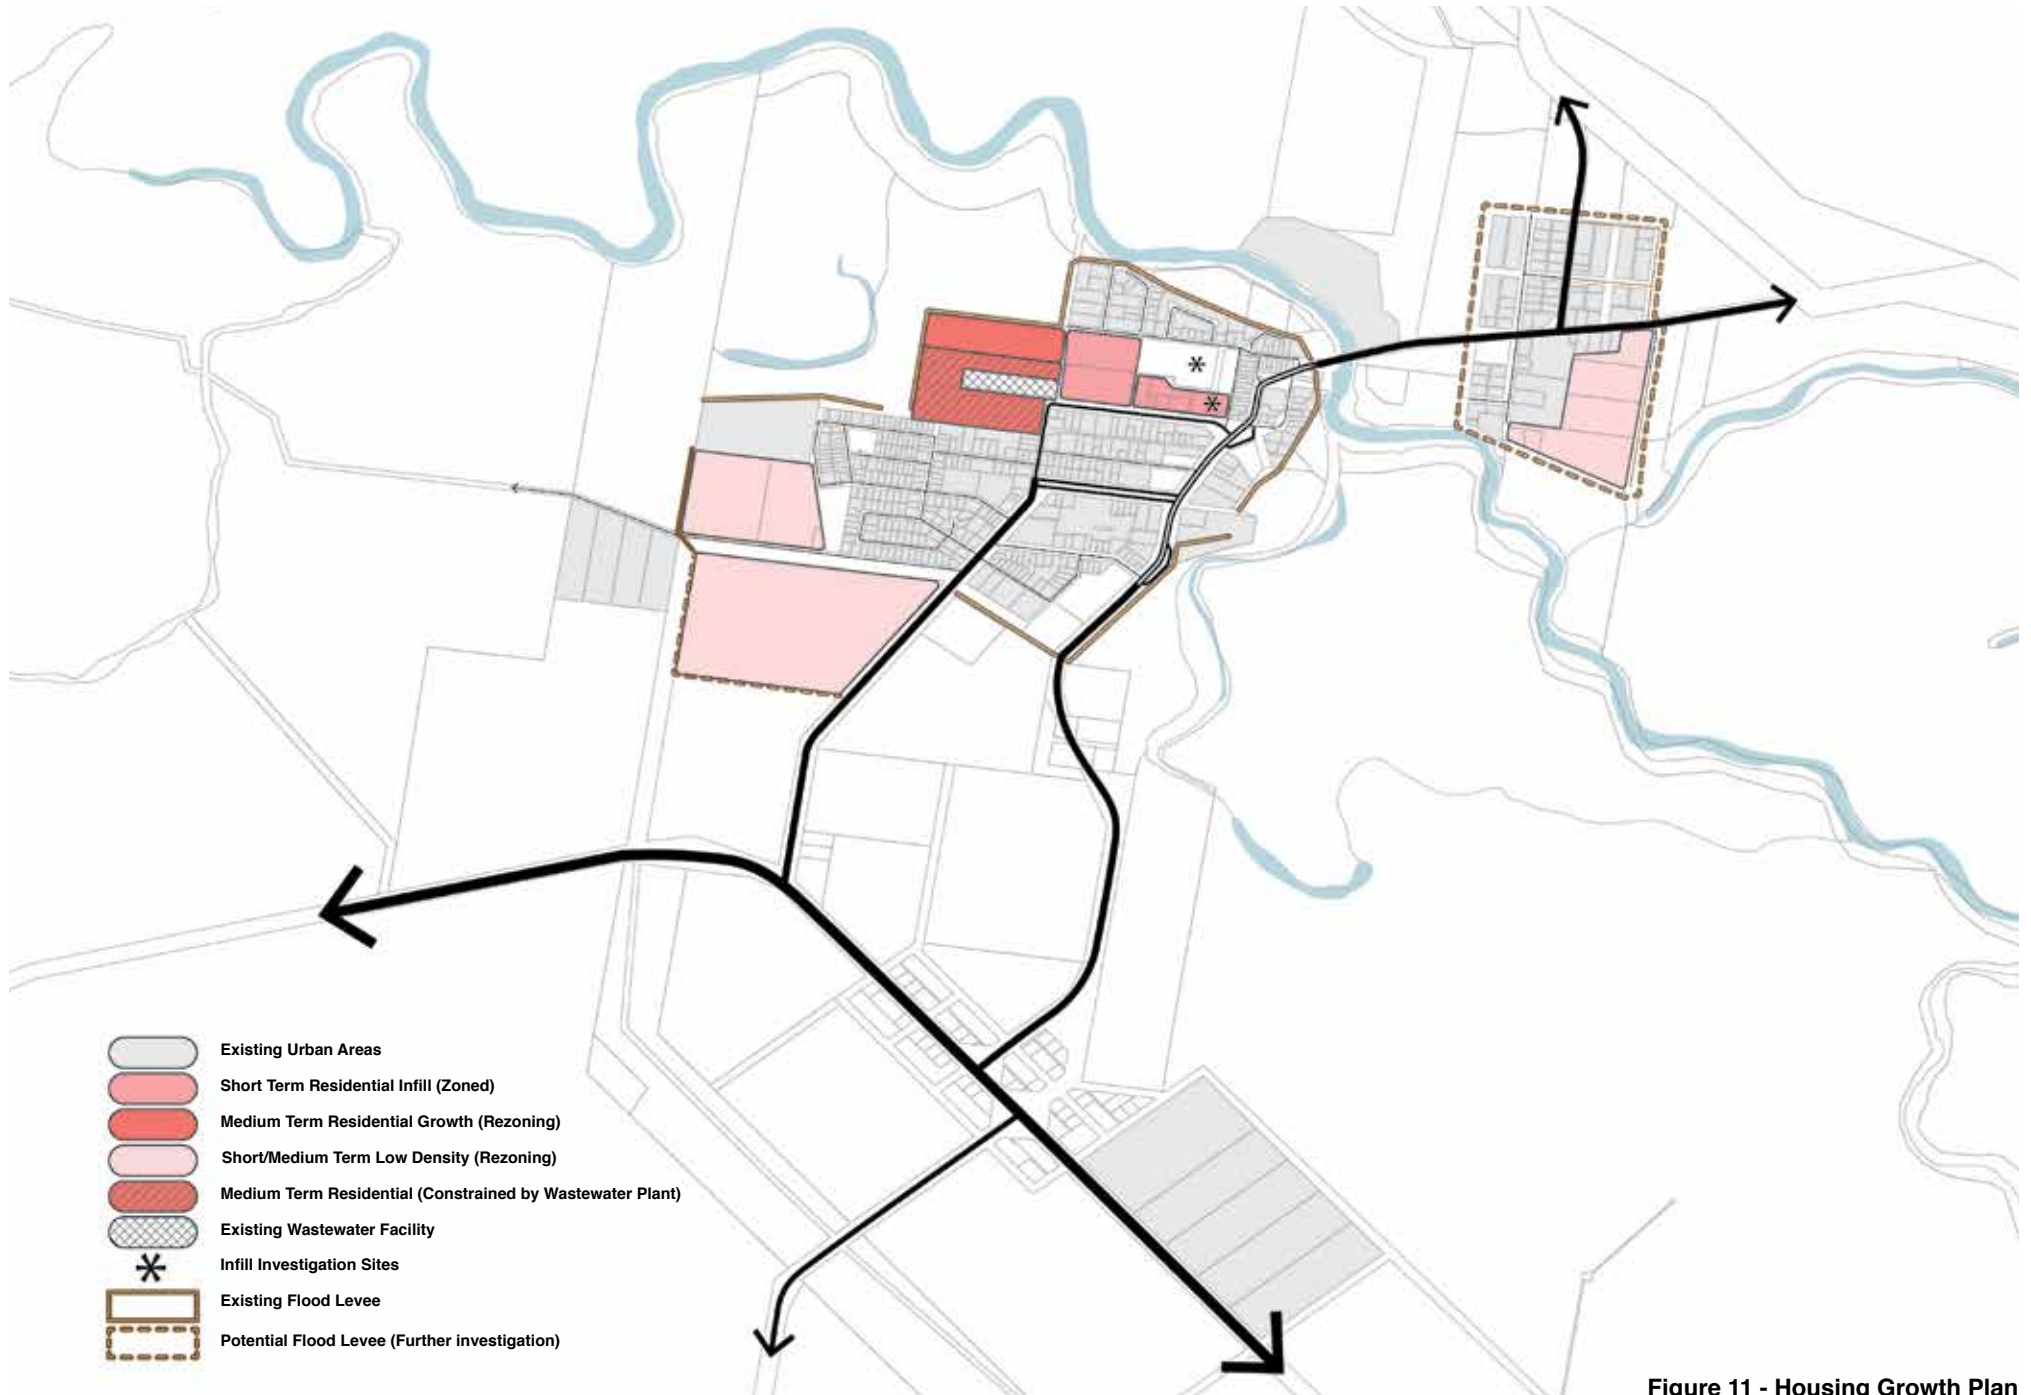 Existing Urban Areas
Short Term Residential Infill (Zoned)
Medium Term Residential Growth (Rezoning)
Short/Medium Term Low Density (Rezoning)
Medium Term Residential (Constrained by Wastewater Plant)
Existing Wastewater Facility
Infill Investigation Sites
Existing Flood Levee
Potential Flood Levee (Further investigation)
Figure 11 - Housing Growth Plan